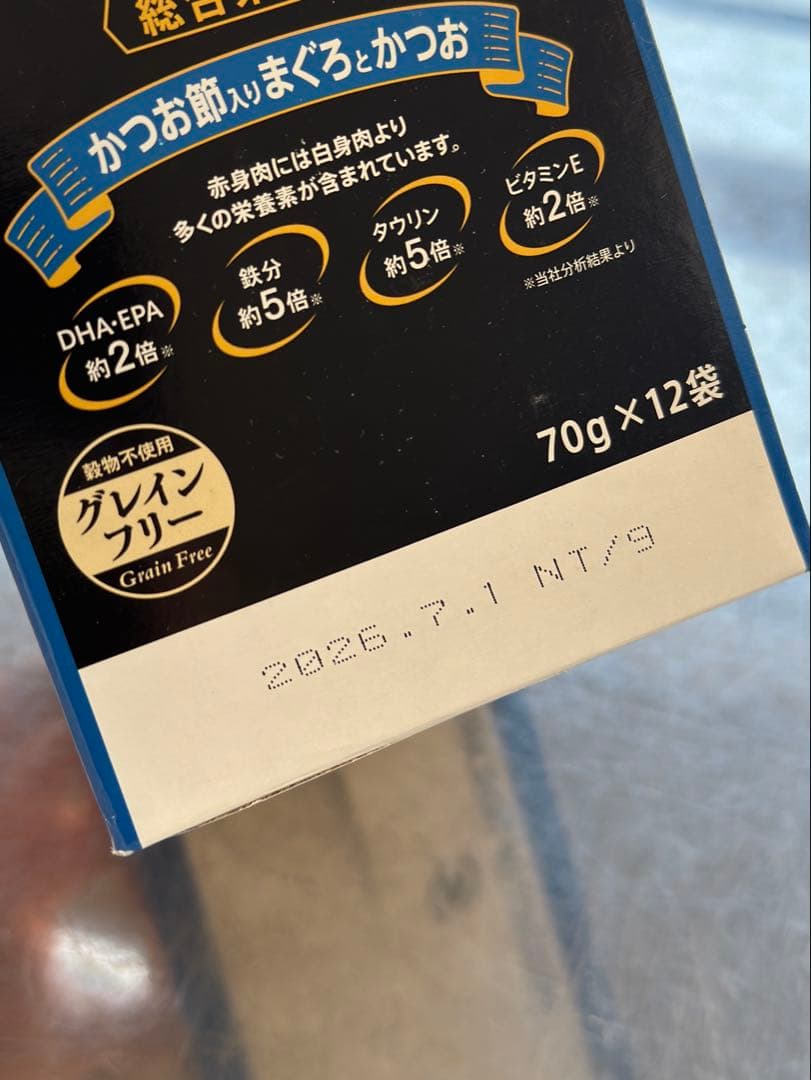 かつお節入りまぐろとかつお
赤身肉には白身肉より
多くの栄養素が含まれています。
DHA・EPA
約2倍※
鉄分
約5倍※
タウリン
約5倍※
ビタミンE
約2倍※
※当社分析結果より
70g×12袋
穀物不使用
グレイン
フリー
Grain Free
2026.7.1 NT/9